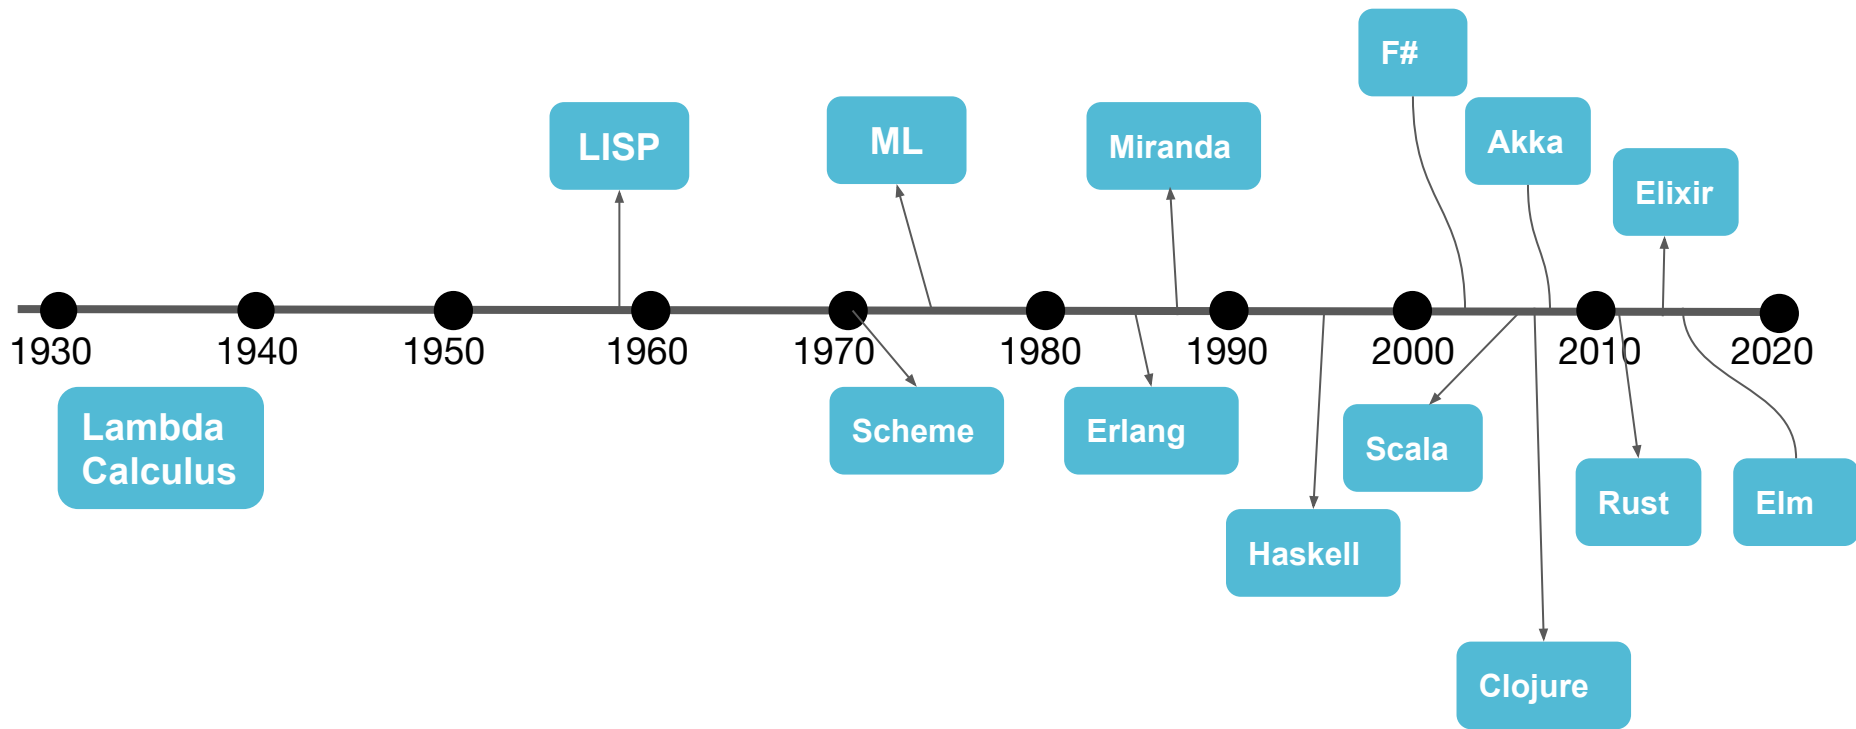 F#
Akka
LISP
ML
Miranda
Elixir
1930
1940
1950
1960
1970
1980
1990
2000
2010
2020
Lambda
Calculus
Scheme
Erlang
Scala
Rust
Elm
Haskell
Clojure